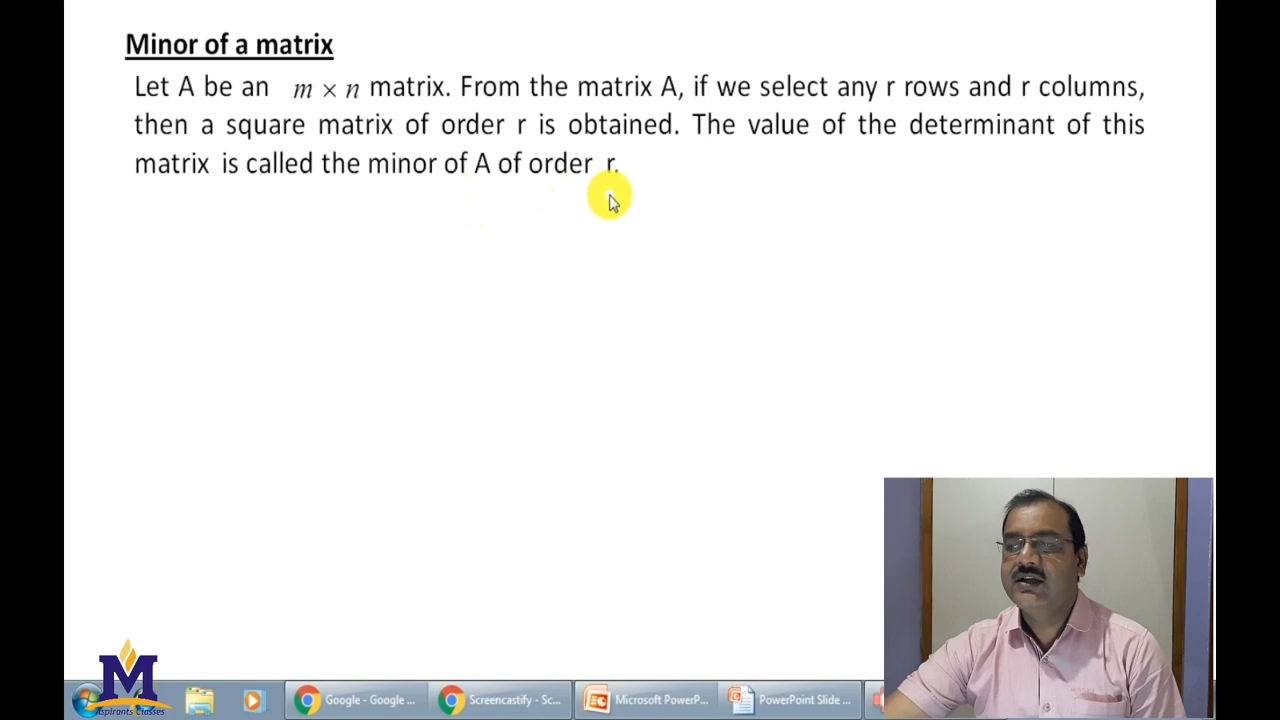 Minor of a matrix
Let A be an m × n matrix. From the matrix A, if we select any r rows and r columns,
then a square matrix of order r is obtained. The value of the determinant of this
matrix is called the minor of A of order r.
M
Aspirants Classes
Google - Google ...
Screencastify - Sc...
Microsoft PowerP...
PowerPoint Slide ...